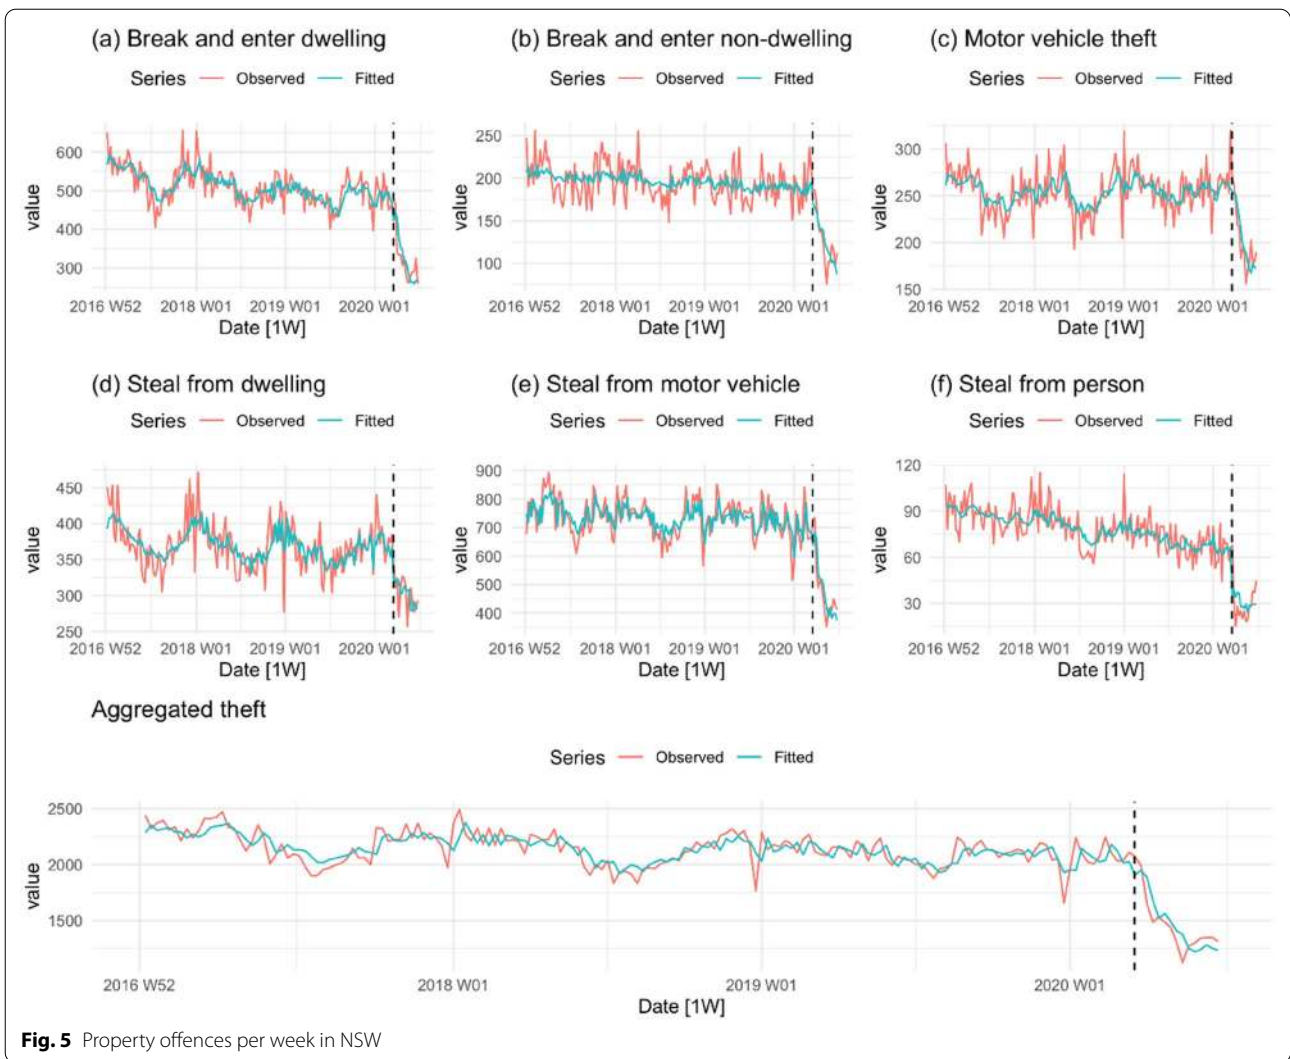 (a) Break and enter dwelling
Series Observed Fitted
value
600
500
400
300
2016 W52 2018 W01 2019 W01 2020 W01
Date [1W]
(b) Break and enter non-dwelling
Series Observed Fitted
value
250
200
150
100
2016 W52 2018 W01 2019 W01 2020 W01
Date [1W]
(c) Motor vehicle theft
Series Observed Fitted
value
300
250
200
150
2016 W52 2018 W01 2019 W01 2020 W01
Date [1W]
(d) Steal from dwelling
Series Observed Fitted
value
450
400
350
300
250
2016 W52 2018 W01 2019 W01 2020 W01
Date [1W]
(e) Steal from motor vehicle
Series Observed Fitted
value
900
800
700
600
500
400
2016 W52 2018 W01 2019 W01 2020 W01
Date [1W]
(f) Steal from person
Series Observed Fitted
value
120
90
60
30
2016 W52 2018 W01 2019 W01 2020 W01
Date [1W]
Aggregated theft
Series Observed Fitted
value
2500
2000
1500
2016 W52 2018 W01 2019 W01 2020 W01
Date [1W]
Fig. 5 Property offences per week in NSW